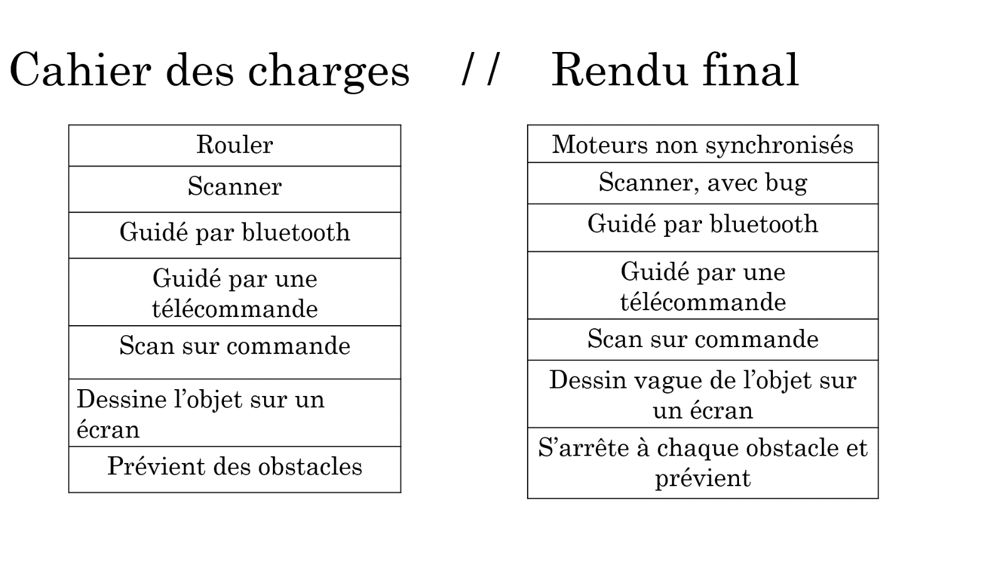 Cahier des charges // Rendu final
Rouler
Scanner
Guidé par bluetooth
Guidé par une
télécommande
Scan sur commande
Dessine l’objet sur un
écran
Prévient des obstacles
Moteurs non synchronisés
Scanner, avec bug
Guidé par bluetooth
Guidé par une
télécommande
Scan sur commande
Dessin vague de l’objet sur
un écran
S’arrête à chaque obstacle et
prévient